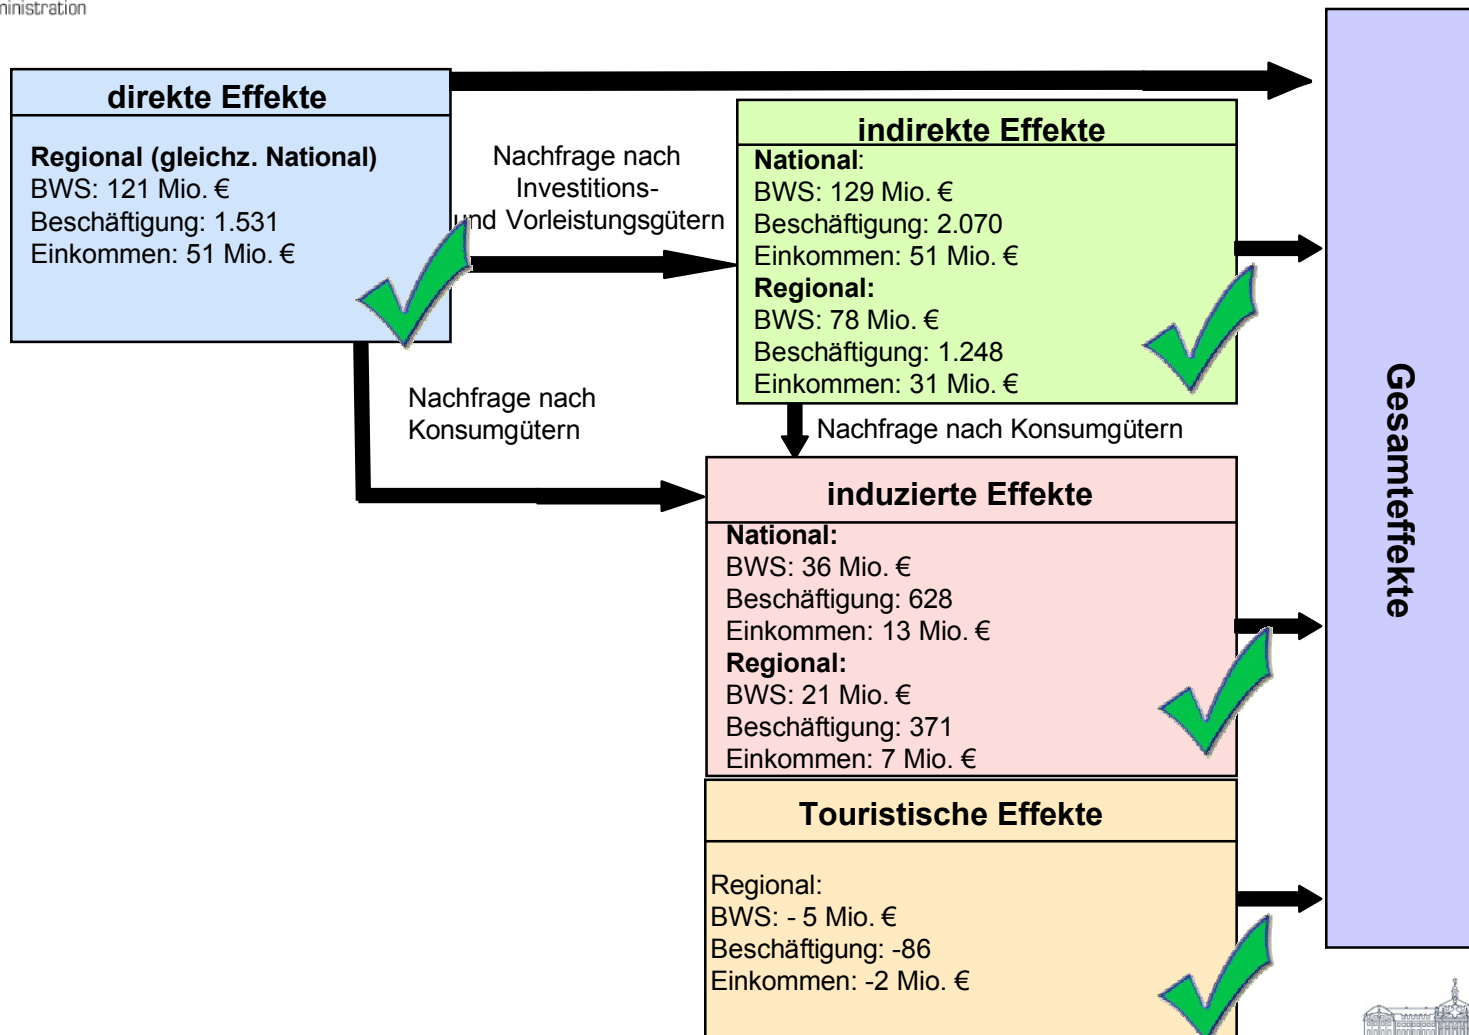 direkte Effekte
Regional (gleichz. National)
BWS: 121 Mio. €
Beschäftigung: 1.531
Einkommen: 51 Mio. €
Nachfrage nach
Investitions-
und Vorleistungsgütern
indirekte Effekte
National:
BWS: 129 Mio. €
Beschäftigung: 2.070
Einkommen: 51 Mio. €
Regional:
BWS: 78 Mio. €
Beschäftigung: 1.248
Einkommen: 31 Mio. €
Nachfrage nach
Konsumgütern
Nachfrage nach Konsumgütern
induzierte Effekte
National:
BWS: 36 Mio. €
Beschäftigung: 628
Einkommen: 13 Mio. €
Regional:
BWS: 21 Mio. €
Beschäftigung: 371
Einkommen: 7 Mio. €
Touristische Effekte
Regional:
BWS: - 5 Mio. €
Beschäftigung: -86
Einkommen: -2 Mio. €
Gesamteffekte